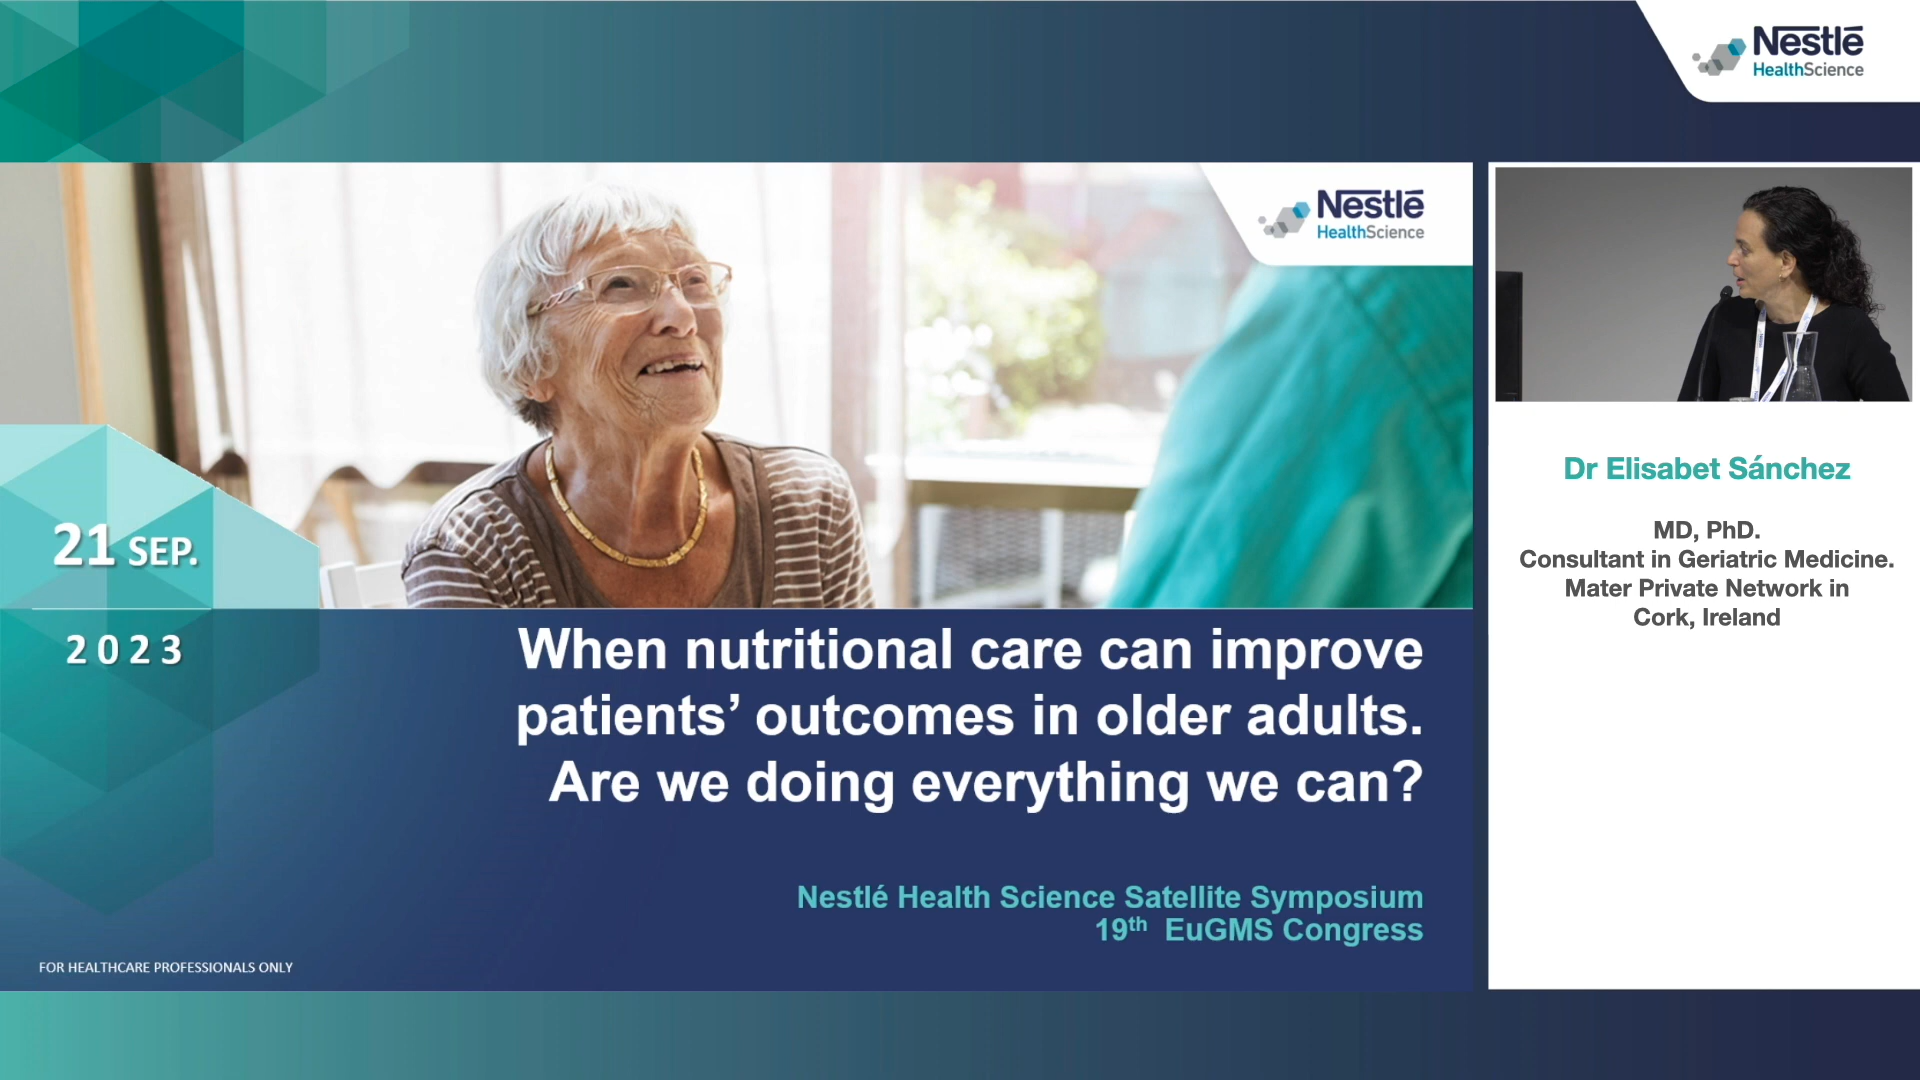 Nestlé
HealthScience
Nestlé
HealthScience
21 SEP.
2023
When nutritional care can improve
patients’ outcomes in older adults.
Are we doing everything we can?
Nestlé Health Science Satellite Symposium
19th EuGMS Congress
FOR HEALTHCARE PROFESSIONALS ONLY
Dr Elisabet Sánchez
MD, PhD.
Consultant in Geriatric Medicine.
Mater Private Network in
Cork, Ireland